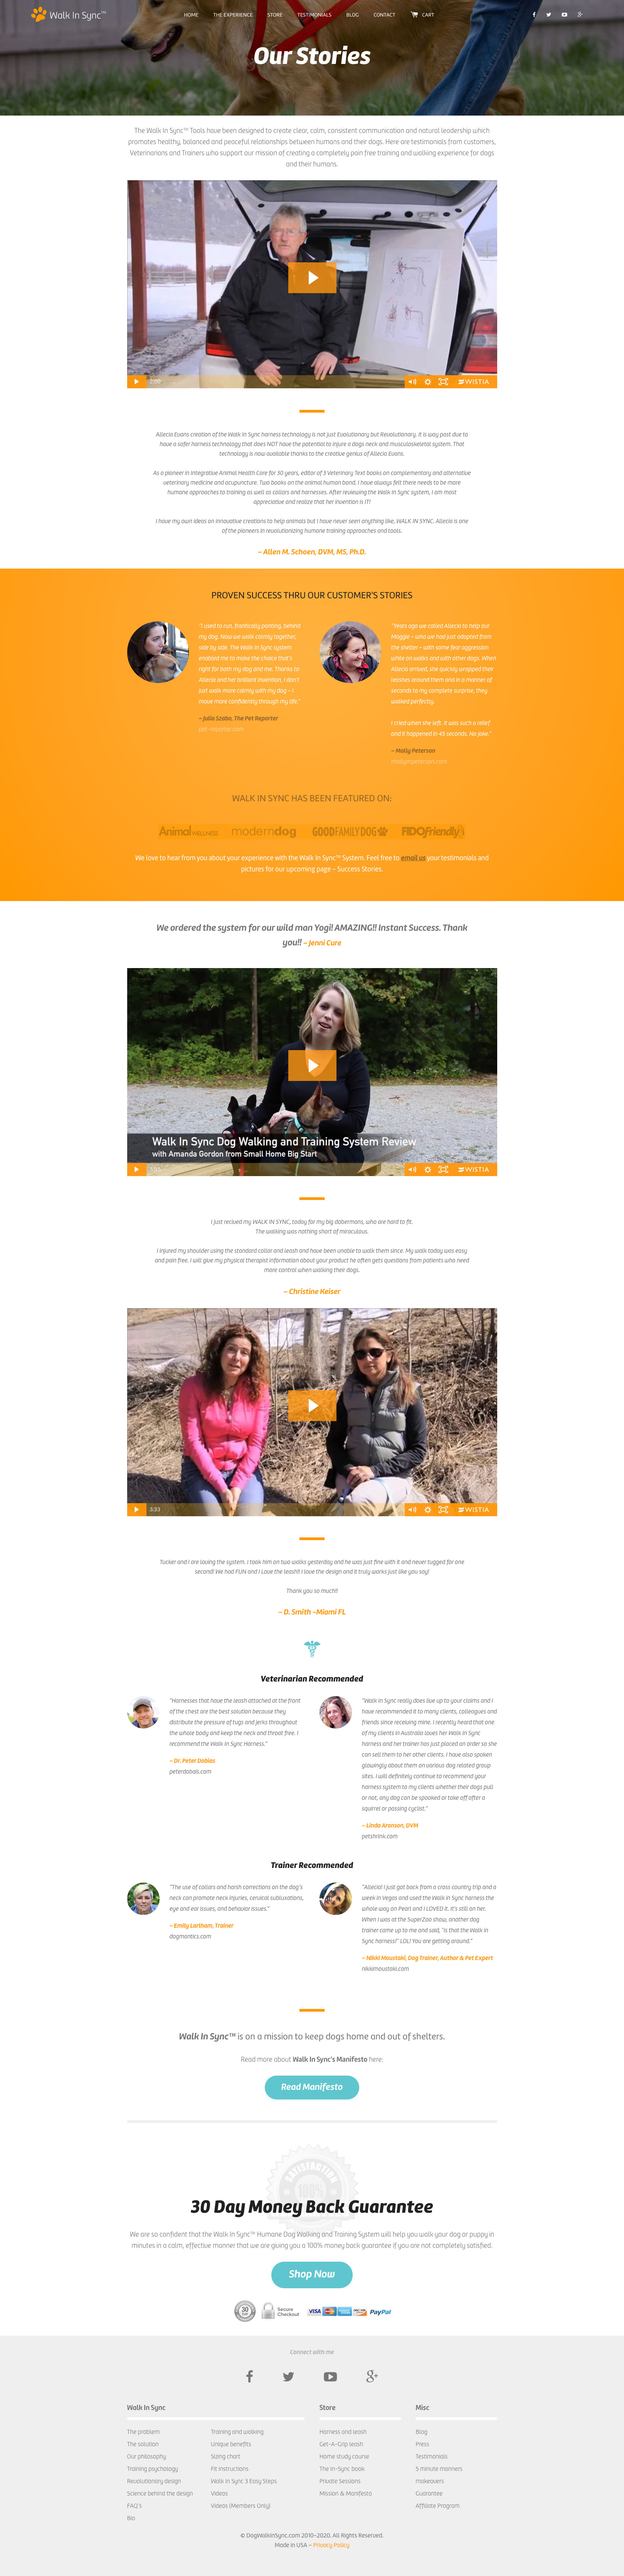 Walk In Sync™
HOME THE EXPERIENCE STORE TESTIMONIALS BLOG CONTACT CART
Our Stories
The Walk In Sync™ Tools have been designed to create clear, calm, consistent communication and natural leadership which
promotes healthy, balanced and peaceful relationships between humans and their dogs. Here are testimonials from customers,
Veterinarians and Trainers who support our mission of creating a completely pain free training and walking experience for dogs
and their humans.
WISTIA
Allecia Evans creation of the Walk In Sync harness technology is not just Evolutionary but Revolutionary. It is way past due to
have a safer harness technology that does NOT have the potential to injure a dogs neck and musculoskeletal system. That
technology is now available thanks to the creative genius of Allecia Evans.
As a pioneer in Integrative Animal Health Care for 30 years, editor of 3 Veterinary Text books on complementary and alternative
veterinary medicine and acupuncture. Two books on the animal human bond. I have always felt there needs to be more
humane approaches to training as well as collars and harnesses. After reviewing the Walk In Sync system, I am most
appreciative and realize that her invention is IT!
I have my own ideas on innovative creations to help animals but I have never seen anything like, WALK IN SYNC. Allecia is one
of the pioneers in revolutionizing humane training approaches and tools.
– Allen M. Schoen, DVM, MS, Ph.D.
PROVEN SUCCESS THRU OUR CUSTOMER'S STORIES
"I used to run, frantically panting, behind
my dog. Now we walk calmly together,
side by side. The Walk In Sync system
enabled me to make the choice that's
right for both my dog and me. Thanks to
Allecia and her brilliant invention, I don't
just walk more calmly with my dog – I
move more confidently through my life."
– Julia Szabo, The Pet Reporter
pet-reporter.com
"Years ago we called Allecia to help our
Maggie – who we had just adopted from
the shelter – with some fear aggression
while on walks and with other dogs. When
Allecia arrived, she quickly wrapped their
leashes around them and in a manner of
seconds to my complete surprise, they
walked perfectly.
I cried when she left. It was such a relief
and it happened in 45 seconds. No joke."
– Molly Peterson
mollympeterson.com
WALK IN SYNC HAS BEEN FEATURED ON:
Animal WELLNESS moderndog GOODFAMILYDOG FIDOfriendly
We love to hear from you about your experience with the Walk In Sync™ System. Feel free to email us your testimonials and
pictures for our upcoming page – Success Stories.
We ordered the system for our wild man Yogi! AMAZING!! Instant Success. Thank
you!! – Jenni Cure
Walk In Sync Dog Walking and Training System Review
with Amanda Gordon from Small Home Big Start
WISTIA
I just recived my WALK IN SYNC, today for my big dobermans, who are hard to fit.
The walking was nothing short of miraculous.
I injured my shoulder using the standard collar and leash and have been unable to walk them since. My walk today was easy
and pain free. I will give my physical therapist information about your product he often gets questions from patients who need
more control when walking their dogs.
– Christine Keiser
3:33
WISTIA
Tucker and I are loving the system. I took him on two walks yesterday and he was just fine with it and never tugged for one
second! We had FUN and I Love the leash!! I love the design and it truly works just like you say!
Thank you so much!!
– D. Smith –Miami FL
Veterinarian Recommended
"Harnesses that have the leash attached at the front
of the chest are the best solution because they
distribute the pressure of tugs and jerks throughout
the whole body and keep the neck and throat free. I
recommend the Walk In Sync Harness."
– Dr. Peter Dobias
peterdobais.com
"Walk in Sync really does live up to your claims and I
have recommended it to many clients, colleagues and
friends since receiving mine. I recently heard that one
of my clients in Australia loves her Walk In Sync
harness and her trainer has just placed an order so she
can sell them to her other clients. I have also spoken
glowingly about them on various dog related group
sites. I will definitely continue to recommend your
harness system to my clients whether their dogs pull
or not, any dog can be spooked or take off after a
squirrel or passing cyclist."
– Linda Aronson, DVM
petshrink.com
Trainer Recommended
"The use of collars and harsh corrections on the dog's
neck can promote neck injuries, cervical subluxations,
eye and ear issues, and behavior issues."
– Emily Larlham, Trainer
dogmantics.com
"Allecia! I just got back from a cross country trip and a
week in Vegas and used the Walk in Sync harness the
whole way on Pearl and I LOVED it. It's still on her.
When I was at the SuperZoo show, another dog
trainer came up to me and said, "Is that the Walk In
Sync harness!" LOL! You are getting around."
– Nikki Moustaki, Dog Trainer, Author & Pet Expert
nikkimoustaki.com
Walk In Sync™ is on a mission to keep dogs home and out of shelters.
Read more about Walk In Sync's Manifesto here:
Read Manifesto
SATISFACTION
100%
30 Day Money Back Guarantee
We are so confident that the Walk In Sync™ Humane Dog Walking and Training System will help you walk your dog or puppy in
minutes in a calm, effective manner that we are giving you a 100% money back guarantee if you are not completely satisfied.
Shop Now
30
Secure
Checkout
VISA
PayPal
Connect with me
Walk In Sync
The problem
The solution
Our philosophy
Training psychology
Revolutionary design
Science behind the design
FAQ'S
Bio
Training and walking
Unique benefits
Sizing chart
Fit instructions
Walk In Sync 3 Easy Steps
Videos
Videos (Members Only)
Store
Harness and leash
Get-A-Grip leash
Home study course
The In-Sync book
Private Sessions
Mission & Manifesto
Misc
Blog
Press
Testimonials
5 minute manners
makeovers
Guarantee
Affiliate Program
© DogWalkinSync.com 2010-2020. All Rights Reserved.
Made in USA – Privacy Policy